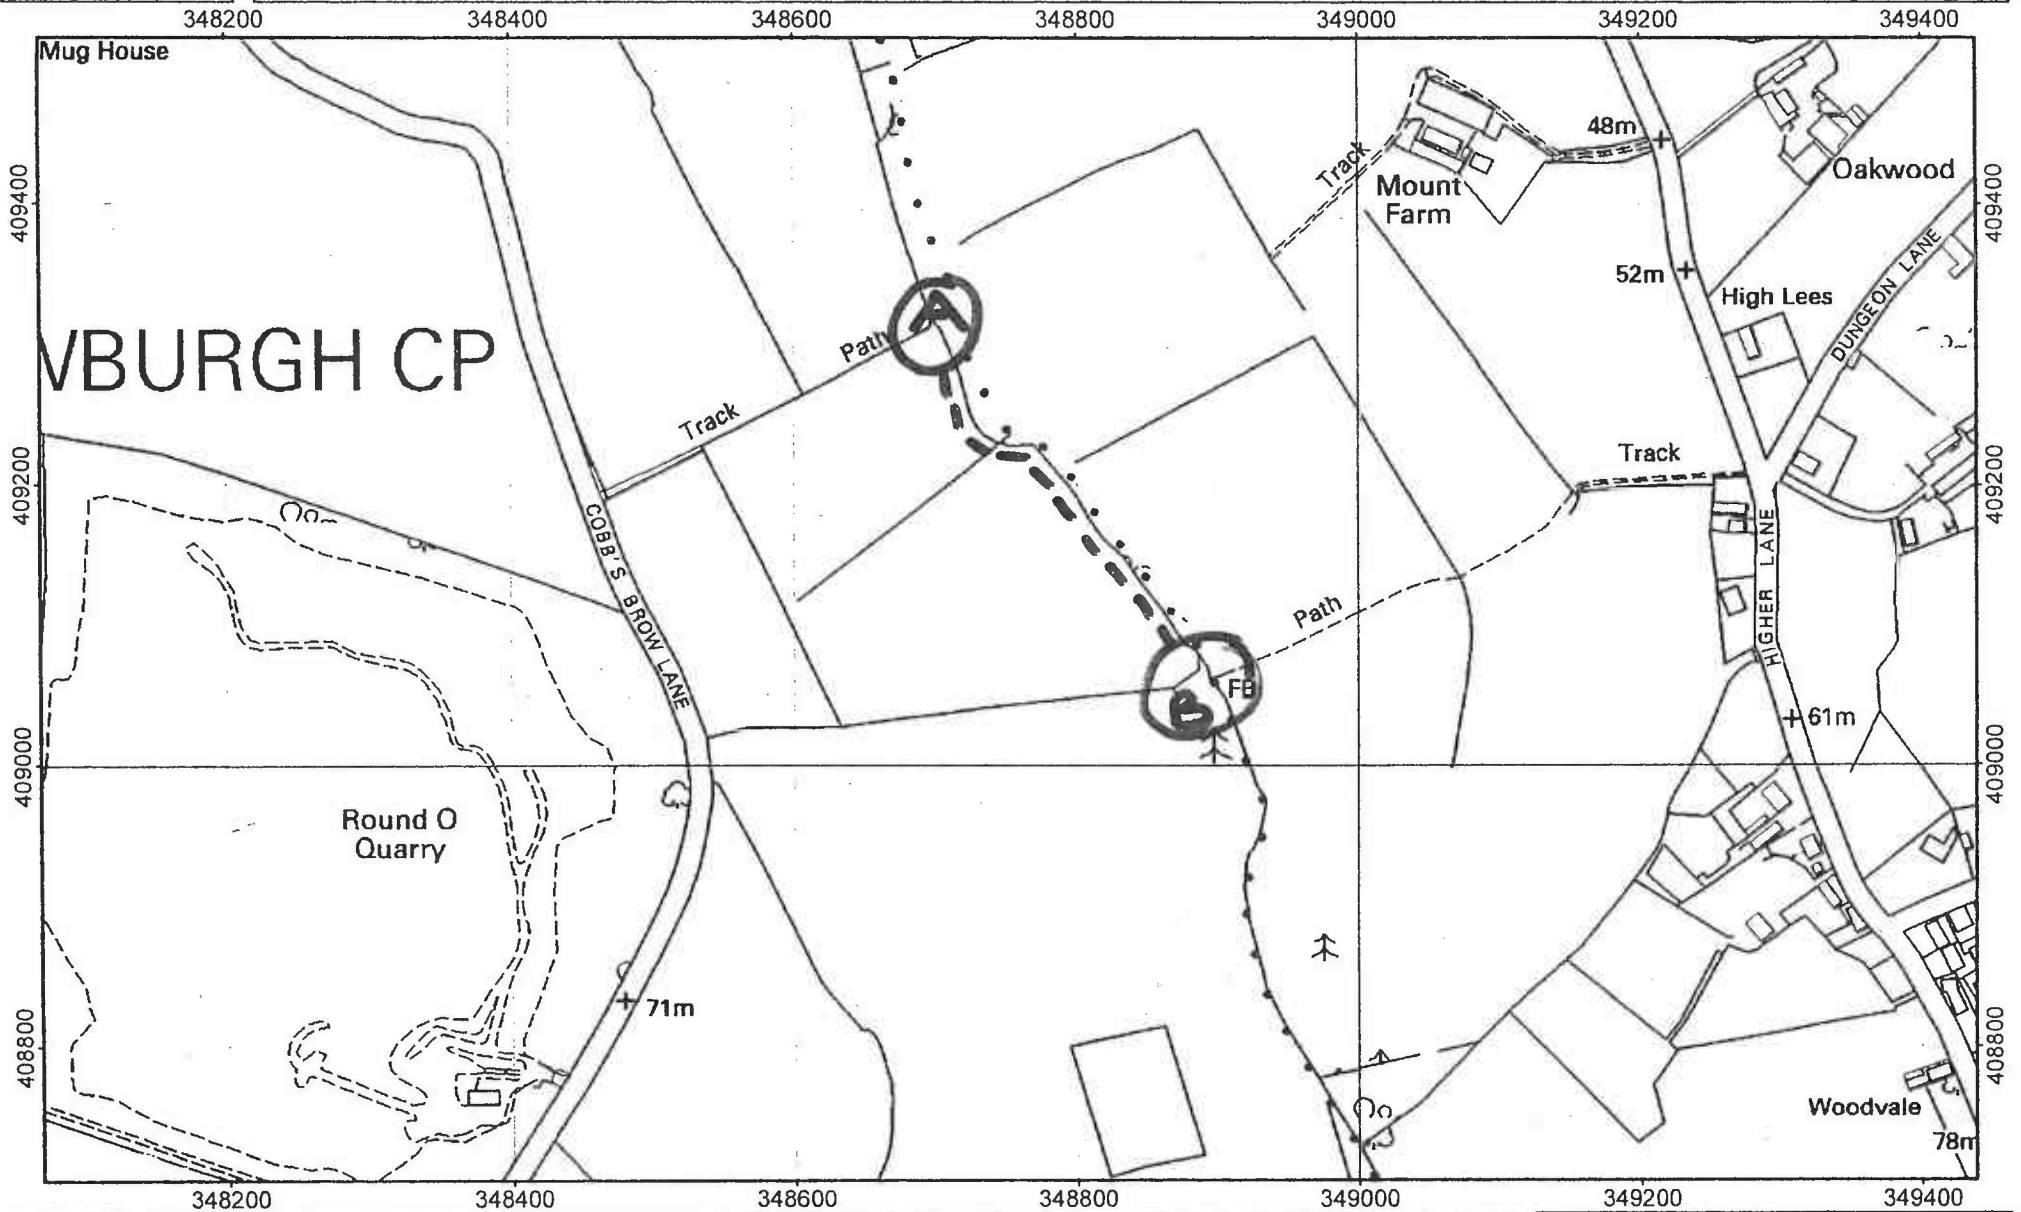 348200 348400 348600 348800 349000 349200 349400
Mug House
48m
Track
Mount
Farm
Oakwood
409400
409400
52m
High Lees
DUNGEON LANE
A
Path
VBURGH CP
Track
Track
409200
409200
COBB'S BROW LANE
HIGHER LANE
Path
FB
B
61m
409000
409000
Round O
Quarry
71m
408800
408800
Woodvale
78m
348200 348400 348600 348800 349000 349200 349400